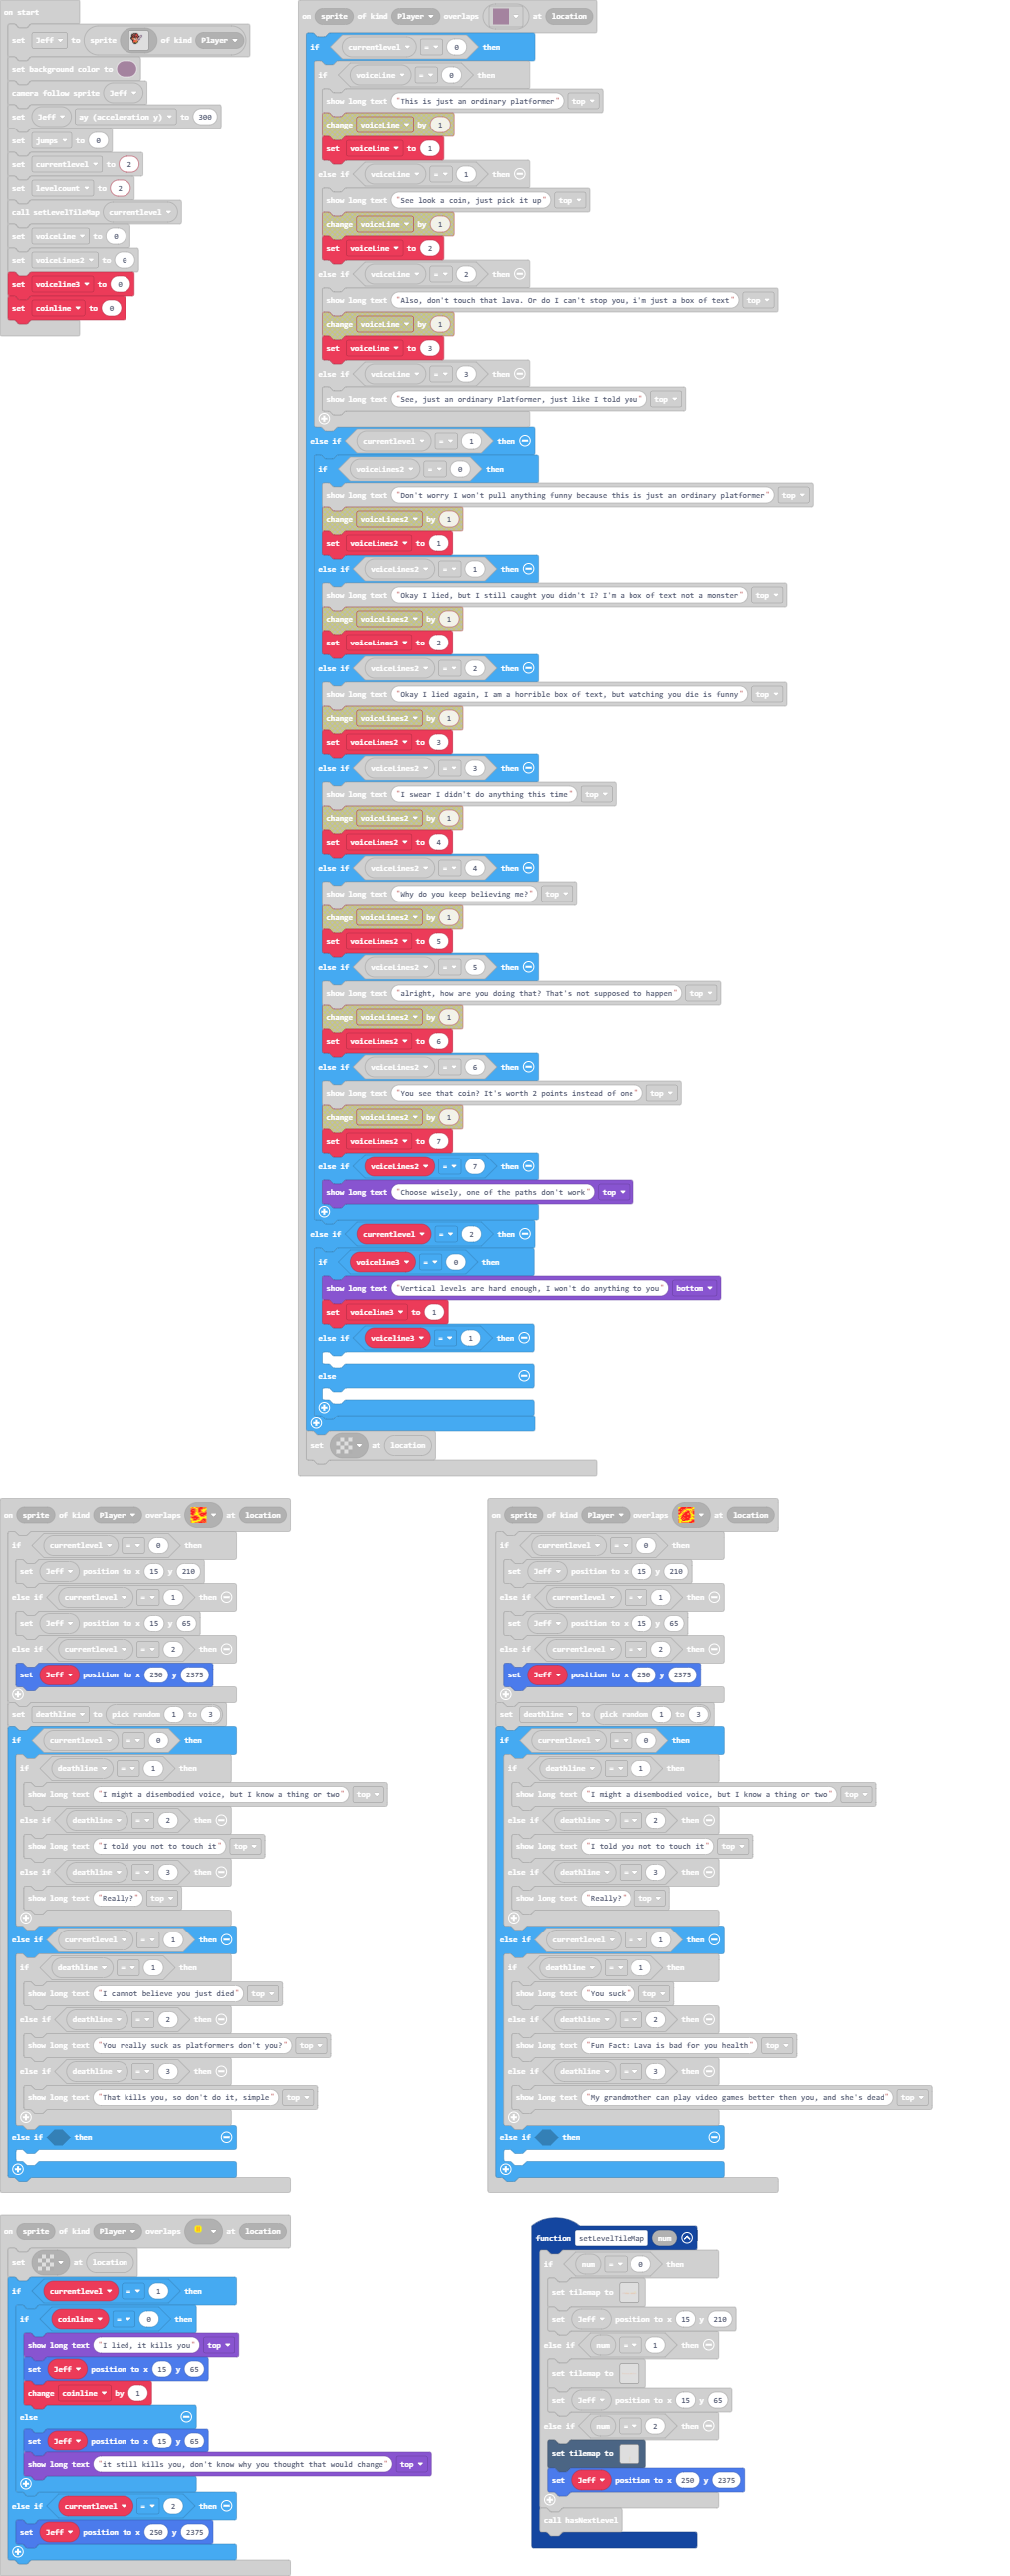 on start
set Jeff to sprite of kind Player
set background color to
camera follow sprite Jeff
set Jeff ay (acceleration y) to 300
set jumps to 0
set currentlevel to 2
set levelcount to 2
call setLevelTileMap currentlevel
set voiceLine to 0
set voiceLines2 to 0
set voiceline3 to 0
set coinline to 0
on sprite of kind Player overlaps at location
if currentlevel = 0 then
if voiceLine = 0 then
show long text "This is just an ordinary platformer" top
change voiceLine by 1
set voiceLine to 1
else if voiceLine = 1 then
show long text "See look a coin, just pick it up" top
change voiceLine by 1
set voiceLine to 2
else if voiceLine = 2 then
show long text "Also, don't touch that lava. Or do I can't stop you, i'm just a box of text" top
change voiceLine by 1
set voiceLine to 3
else if voiceLine = 3 then
show long text "See, just an ordinary Platformer, just like I told you" top
else if currentlevel = 1 then
if voiceLines2 = 0 then
show long text "Don't worry I won't pull anything funny because this is just an ordinary platformer" top
change voiceLines2 by 1
set voiceLines2 to 1
else if voiceLines2 = 1 then
show long text "Okay I lied, but I still caught you didn't I? I'm a box of text not a monster" top
change voiceLines2 by 1
set voiceLines2 to 2
else if voiceLines2 = 2 then
show long text "Okay I lied again, I am a horrible box of text, but watching you die is funny" top
change voiceLines2 by 1
set voiceLines2 to 3
else if voiceLines2 = 3 then
show long text "I swear I didn't do anything this time" top
change voiceLines2 by 1
set voiceLines2 to 4
else if voiceLines2 = 4 then
show long text "Why do you keep believing me?" top
change voiceLines2 by 1
set voiceLines2 to 5
else if voiceLines2 = 5 then
show long text "alright, how are you doing that? That's not supposed to happen" top
change voiceLines2 by 1
set voiceLines2 to 6
else if voiceLines2 = 6 then
show long text "You see that coin? It's worth 2 points instead of one" top
change voiceLines2 by 1
set voiceLines2 to 7
else if voiceLines2 = 7 then
show long text "Choose wisely, one of the paths don't work" top
else if currentlevel = 2 then
if voiceline3 = 0 then
show long text "Vertical levels are hard enough, I won't do anything to you" bottom
set voiceline3 to 1
else if voiceline3 = 1 then
else
set at location
on sprite of kind Player overlaps at location
if currentlevel = 0 then
set Jeff position to x 15 y 210
else if currentlevel = 1 then
set Jeff position to x 15 y 65
else if currentlevel = 2 then
set Jeff position to x 250 y 2375
set deathline to pick random 1 to 3
if currentlevel = 0 then
if deathline = 1 then
show long text "I might a disembodied voice, but I know a thing or two" top
else if deathline = 2 then
show long text "I told you not to touch it" top
else if deathline = 3 then
show long text "Really?" top
else if currentlevel = 1 then
if deathline = 1 then
show long text "I cannot believe you just died" top
else if deathline = 2 then
show long text "You really suck as platformers don't you?" top
else if deathline = 3 then
show long text "That kills you, so don't do it, simple" top
else if then
on sprite of kind Player overlaps at location
if currentlevel = 0 then
set Jeff position to x 15 y 210
else if currentlevel = 1 then
set Jeff position to x 15 y 65
else if currentlevel = 2 then
set Jeff position to x 250 y 2375
set deathline to pick random 1 to 3
if currentlevel = 0 then
if deathline = 1 then
show long text "I might a disembodied voice, but I know a thing or two" top
else if deathline = 2 then
show long text "I told you not to touch it" top
else if deathline = 3 then
show long text "Really?" top
else if currentlevel = 1 then
if deathline = 1 then
show long text "You suck" top
else if deathline = 2 then
show long text "Fun Fact: Lava is bad for you health" top
else if deathline = 3 then
show long text "My grandmother can play video games better then you, and she's dead" top
else if then
on sprite of kind Player overlaps at location
set at location
if currentlevel = 1 then
if coinline = 0 then
show long text "I lied, it kills you" top
set Jeff position to x 15 y 65
change coinline by 1
else
set Jeff position to x 15 y 65
show long text "it still kills you, don't know why you thought that would change" top
else if currentlevel = 2 then
set Jeff position to x 250 y 2375
function setLevelTileMap num
if num = 0 then
set tilemap to
set Jeff position to x 15 y 210
else if num = 1 then
set tilemap to
set Jeff position to x 15 y 65
else if num = 2 then
set tilemap to
set Jeff position to x 250 y 2375
call hasNextLevel